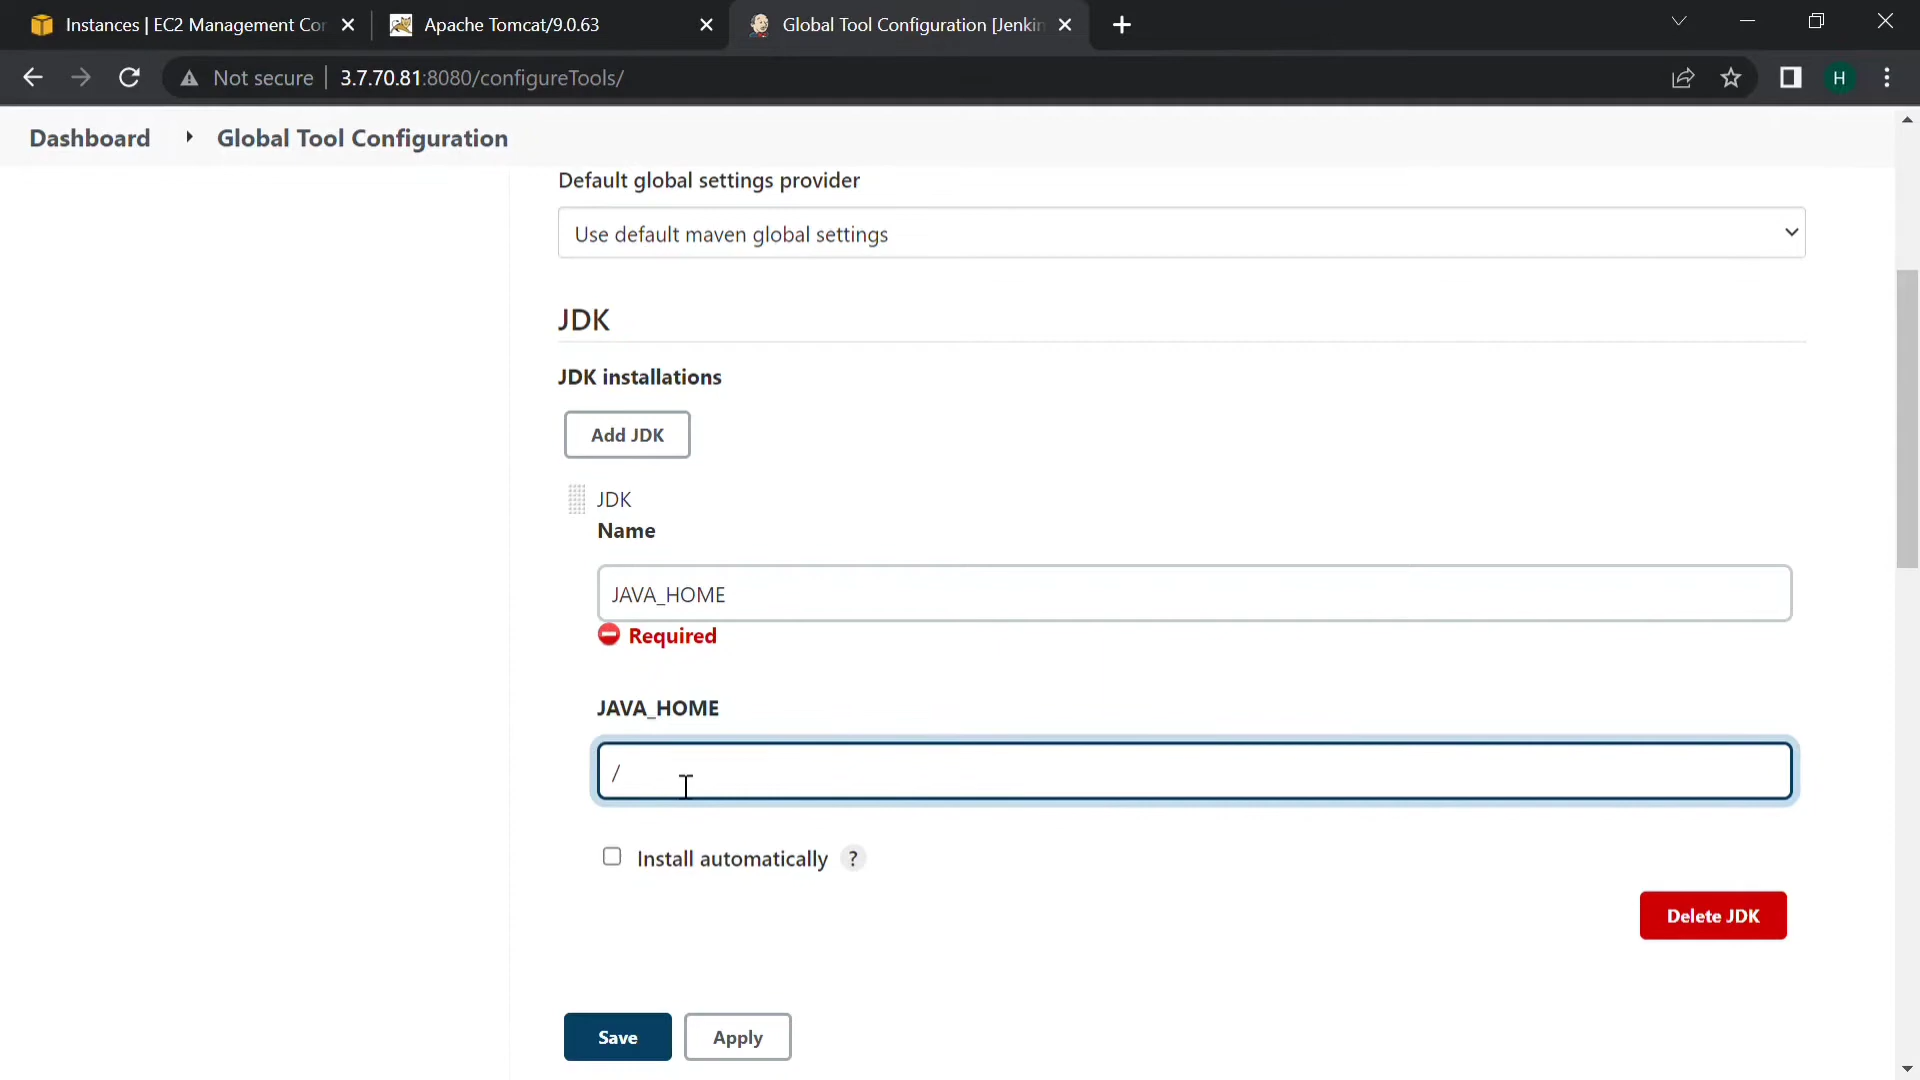 Instances | EC2 Management Cor
Apache Tomcat/9.0.63
Global Tool Configuration [Jenkin
Not secure
3.7.70.81:8080/configureTools/
H
Dashboard
Global Tool Configuration
Default global settings provider
Use default maven global settings
JDK
JDK installations
Add JDK
JDK
Name
JAVA_HOME
Required
JAVA_HOME
/
Install automatically ?
Delete JDK
Save
Apply